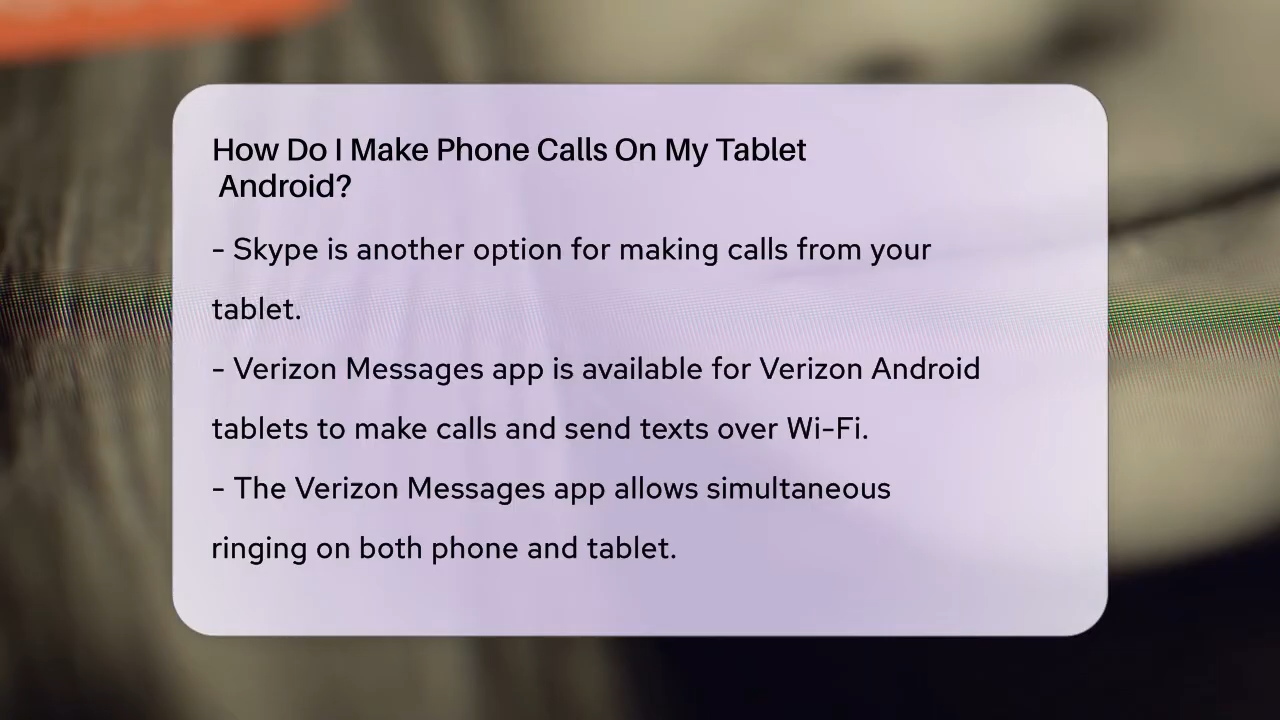 How Do I Make Phone Calls On My Tablet
Android?
- Skype is another option for making calls from your
tablet.
- Verizon Messages app is available for Verizon Android
tablets to make calls and send texts over Wi-Fi.
- The Verizon Messages app allows simultaneous
ringing on both phone and tablet.